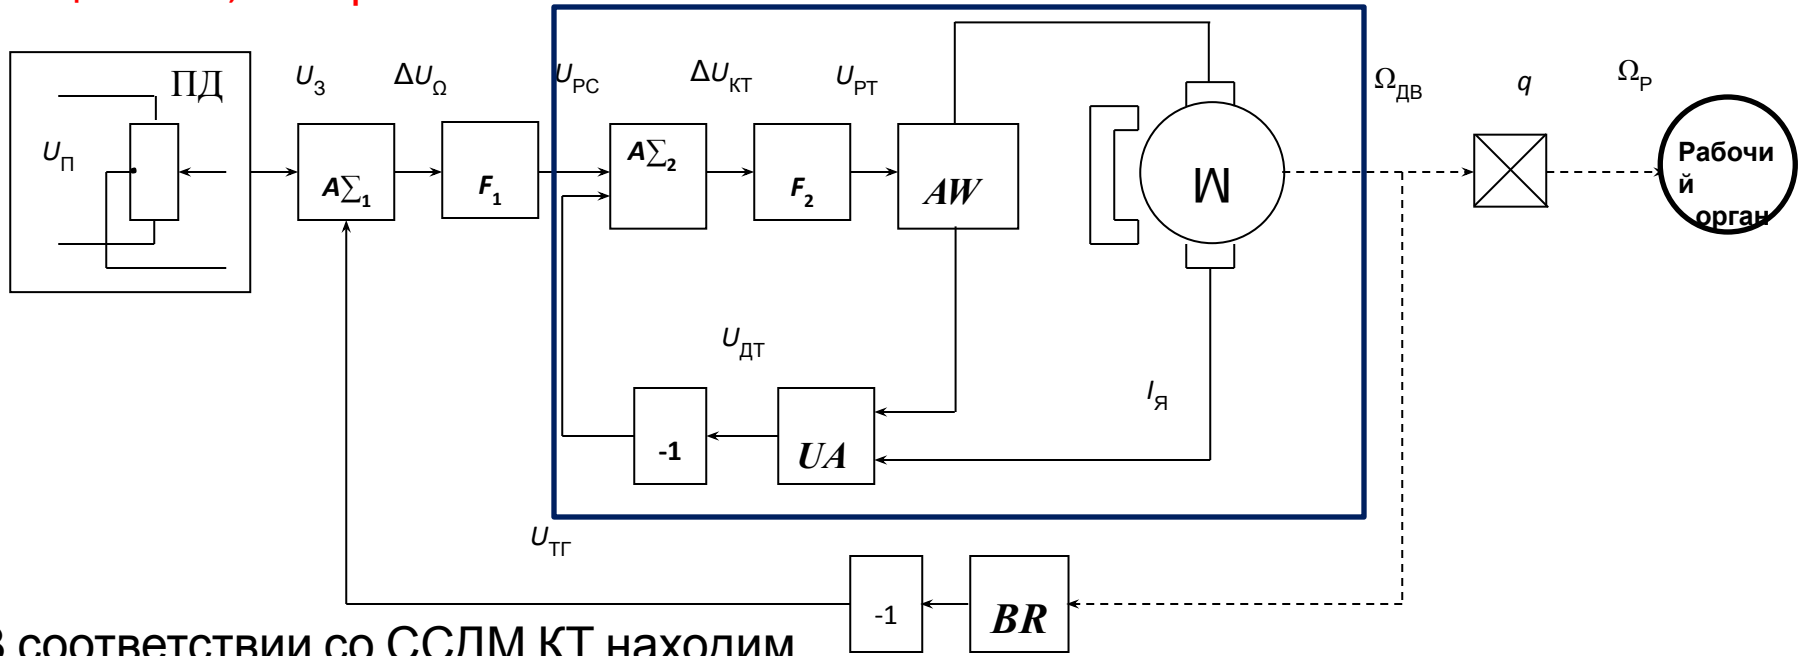 ПД
U_З
ΔU_Ω
U_РС
ΔU_КТ
U_РТ
Ω_ДВ
q
Ω_Р
U_П
A∑_1
F_1
A∑_2
F_2
AW
M
Рабочи
й
орган
U_ДТ
I_Я
-1
UA
U_ТГ
-1
BR
В соответствии со ССДМ КТ находим